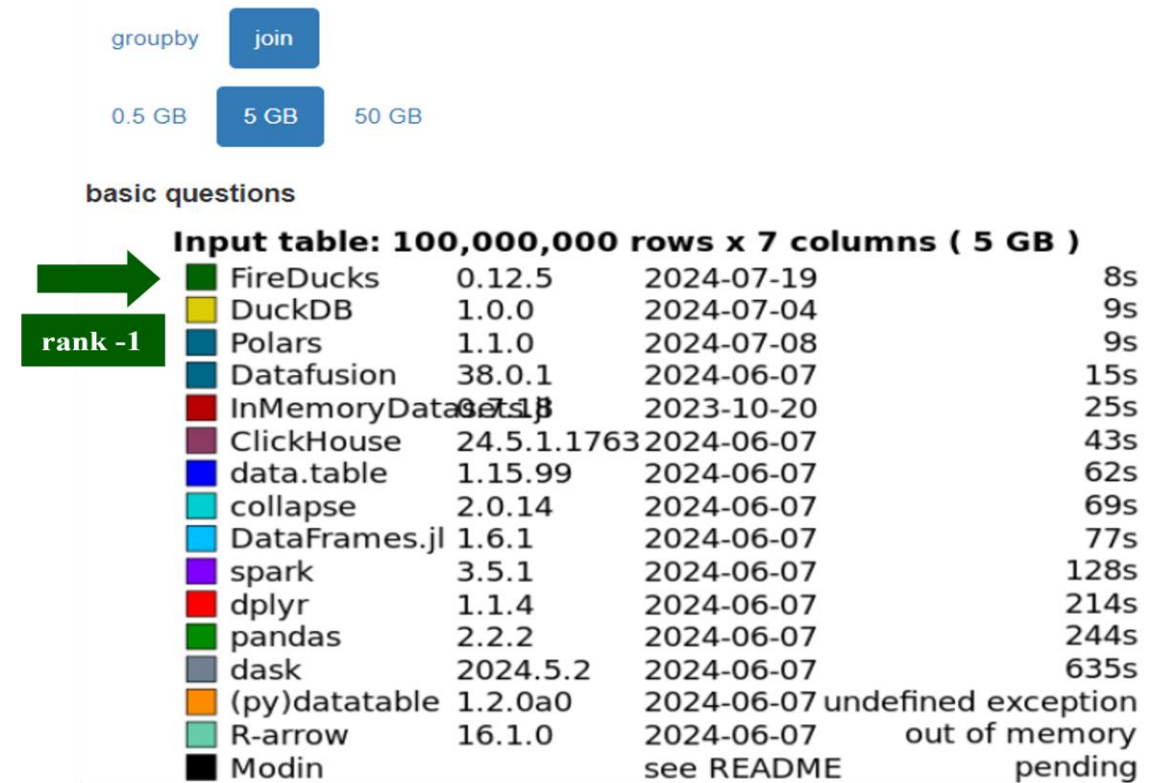 groupby join
0.5 GB 5 GB 50 GB
basic questions
Input table: 100,000,000 rows x 7 columns ( 5 GB )
rank -1
FireDucks 0.12.5 2024-07-19 8s
DuckDB 1.0.0 2024-07-04 9s
Polars 1.1.0 2024-07-08 9s
Datafusion 38.0.1 2024-06-07 15s
InMemoryDatasets.jl 0.7.18 2023-10-20 25s
ClickHouse 24.5.1.1763 2024-06-07 43s
data.table 1.15.99 2024-06-07 62s
collapse 2.0.14 2024-06-07 69s
DataFrames.jl 1.6.1 2024-06-07 77s
spark 3.5.1 2024-06-07 128s
dplyr 1.1.4 2024-06-07 214s
pandas 2.2.2 2024-06-07 244s
dask 2024.5.2 2024-06-07 635s
(py)datatable 1.2.0a0 2024-06-07 undefined exception
R-arrow 16.1.0 2024-06-07 out of memory
Modin see README pending